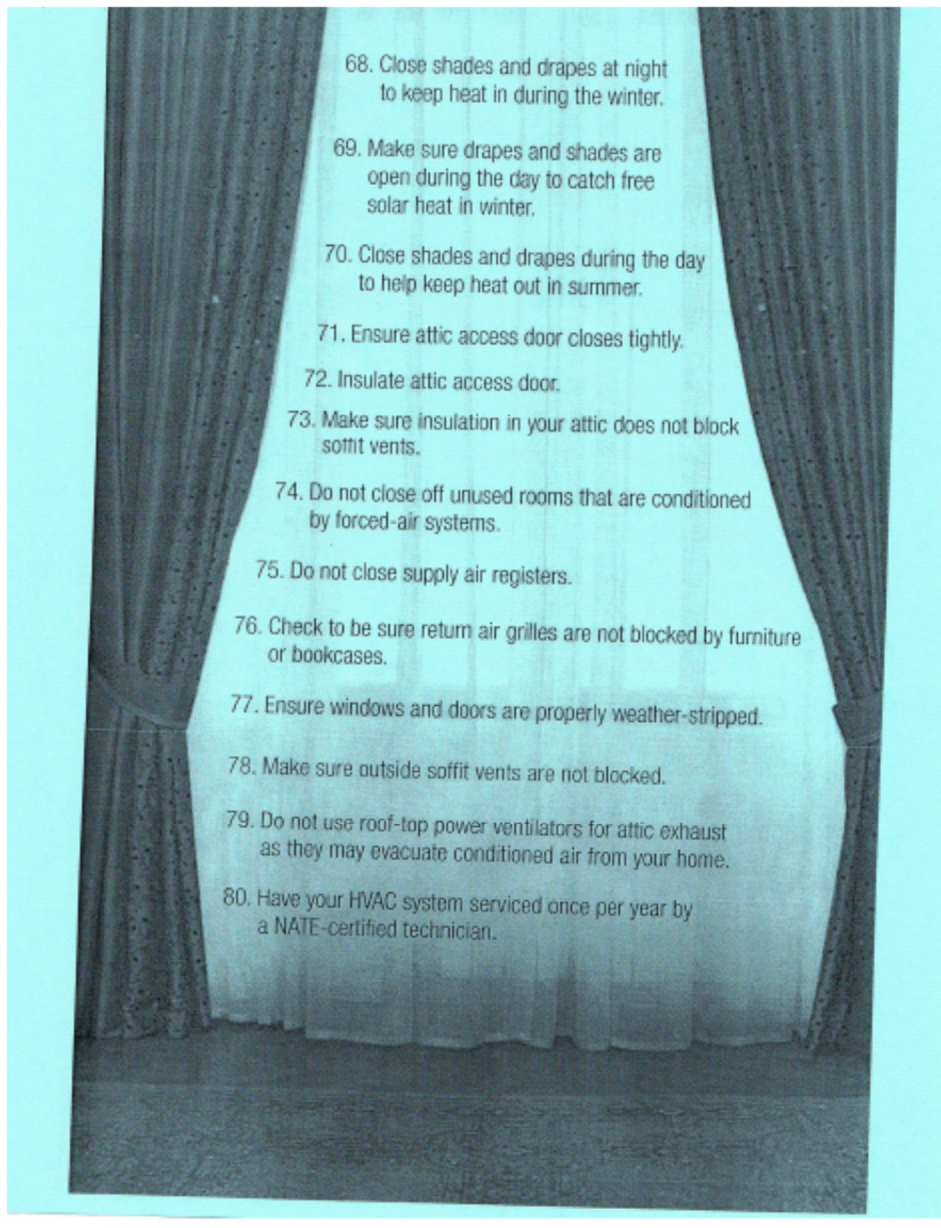 68. Close shades and drapes at night
to keep heat in during the winter.
69. Make sure drapes and shades are
open during the day to catch free
solar heat in winter.
70. Close shades and drapes during the day
to help keep heat out in summer.
71. Ensure attic access door closes tightly.
72. Insulate attic access door.
73. Make sure insulation in your attic does not block
soffit vents.
74. Do not close off unused rooms that are conditioned
by forced-air systems.
75. Do not close supply air registers.
76. Check to be sure return air grilles are not blocked by furniture
or bookcases.
77. Ensure windows and doors are properly weather-stripped.
78. Make sure outside soffit vents are not blocked.
79. Do not use roof-top power ventilators for attic exhaust
as they may evacuate conditioned air from your home.
80. Have your HVAC system serviced once per year by
a NATE-certified technician.